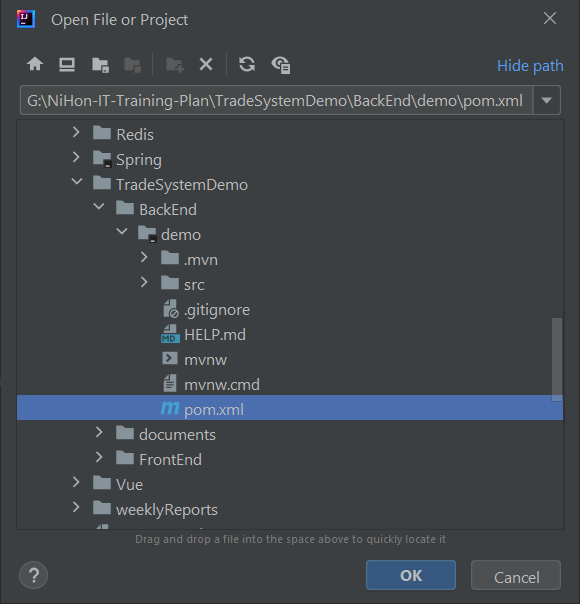 Open File or Project
Hide path
G:\NiHon-IT-Training-Plan\TradeSystemDemo\BackEnd\demo\pom.xml
Redis
Spring
TradeSystemDemo
BackEnd
demo
.mvn
src
.gitignore
HELP.md
mvnw
mvnw.cmd
pom.xml
documents
FrontEnd
Vue
weeklyReports
Drag and drop a file into the space above to quickly locate it
? OK Cancel